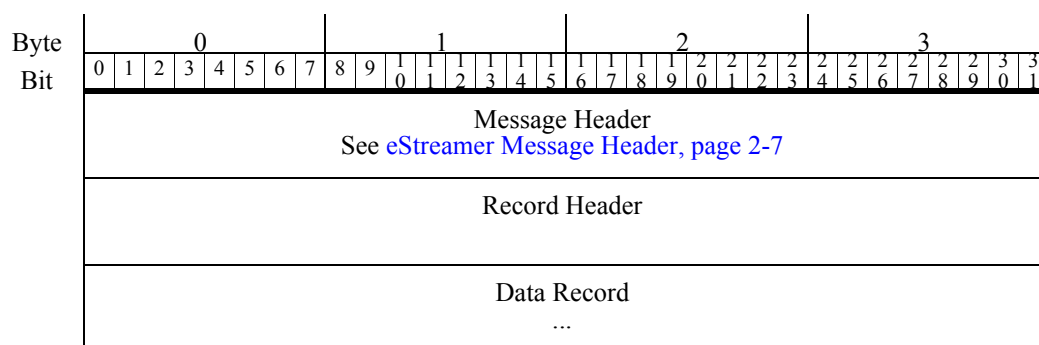 Byte 0 1 2 3
Bit 0 1 2 3 4 5 6 7 8 9 10 11 12 13 14 15 16 17 18 19 20 21 22 23 24 25 26 27 28 29 30 31
Message Header
See eStreamer Message Header, page 2-7
Record Header
Data Record
...